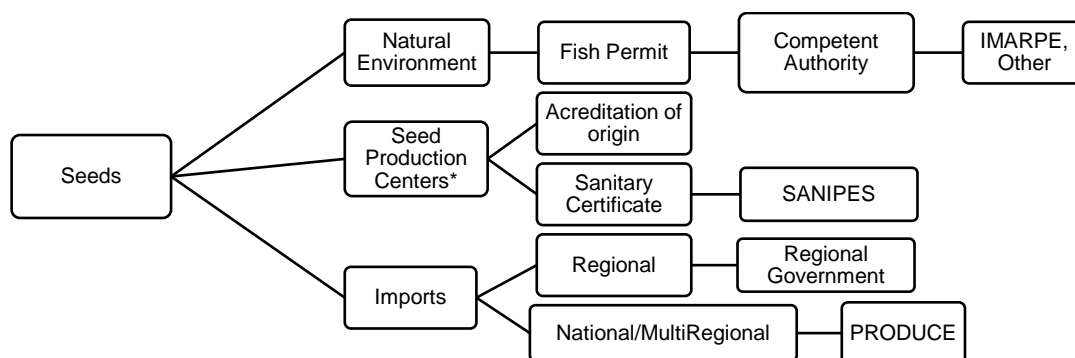 Natural
Environment
Fish Permit
Competent
Authority
IMARPE,
Other
Seeds
Seed
Production
Centers*
Acreditation of
origin
Sanitary
Certificate
SANIPES
Imports
Regional
Regional
Government
National/MultiRegional
PRODUCE